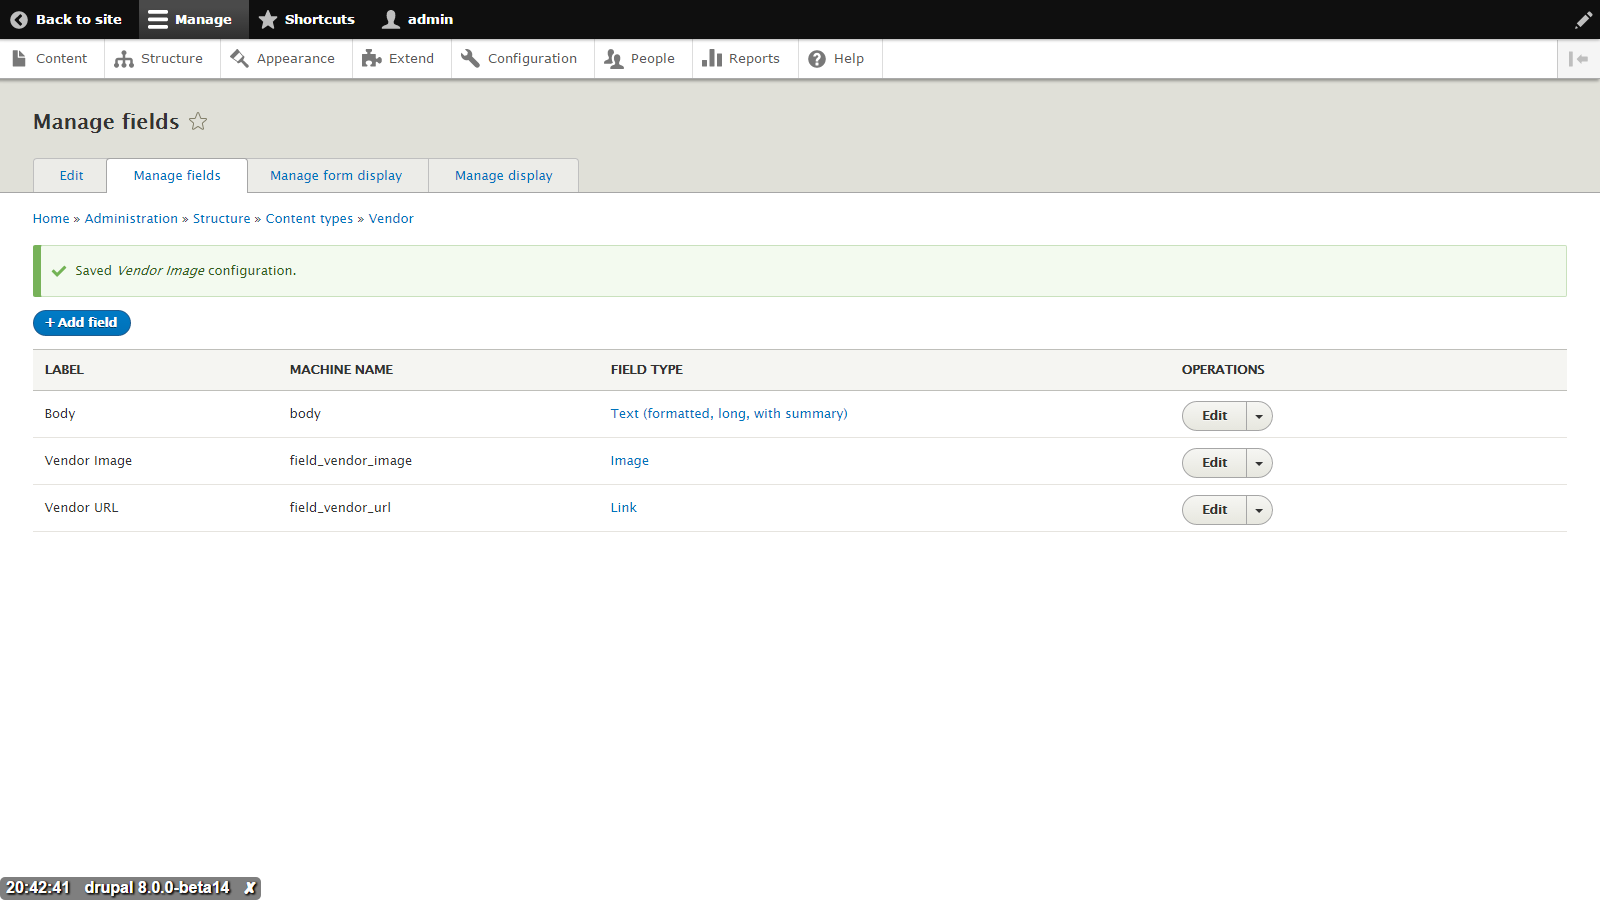 Back to site Manage Shortcuts admin
Content Structure Appearance Extend Configuration People Reports Help
Manage fields
Edit Manage fields Manage form display Manage display
Home » Administration » Structure » Content types » Vendor
Saved Vendor Image configuration.
+ Add field
LABEL MACHINE NAME FIELD TYPE OPERATIONS
Body body Text (formatted, long, with summary) Edit
Vendor Image field_vendor_image Image Edit
Vendor URL field_vendor_url Link Edit
20:42:41 drupal 8.0.0-beta14 ✘